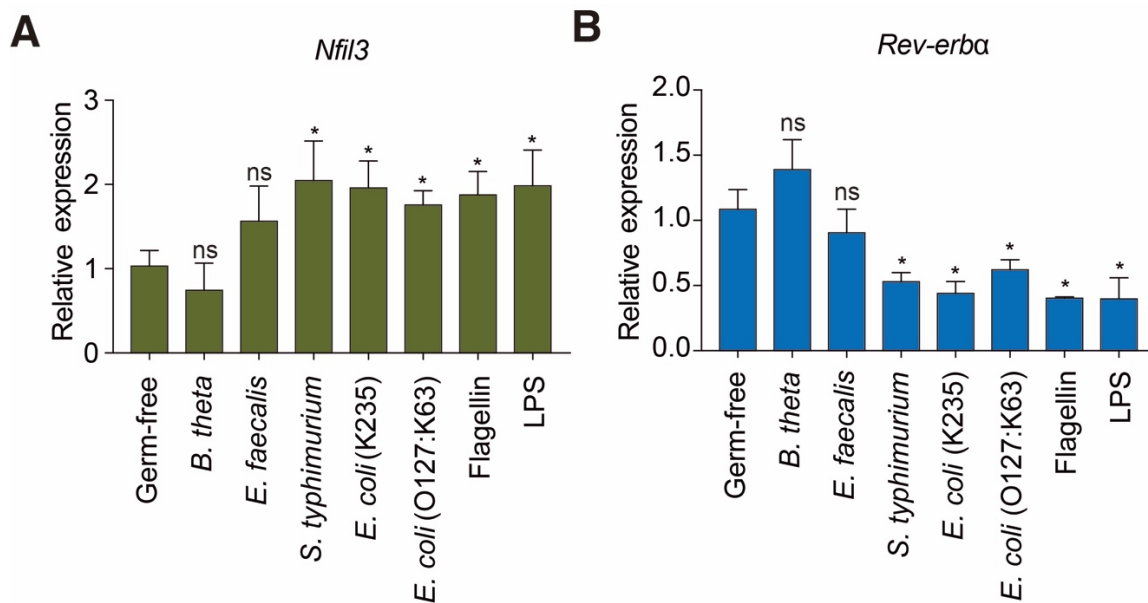 A
Nfil3
Relative expression
3
2
1
0
ns
ns
*
*
*
*
*
Germ-free
B. theta
E. faecalis
S. typhimurium
E. coli (K235)
E. coli (O127:K63)
Flagellin
LPS
B
Rev-erbα
Relative expression
2.0
1.5
1.0
0.5
0.0
ns
ns
*
*
*
*
*
Germ-free
B. theta
E. faecalis
S. typhimurium
E. coli (K235)
E. coli (O127:K63)
Flagellin
LPS